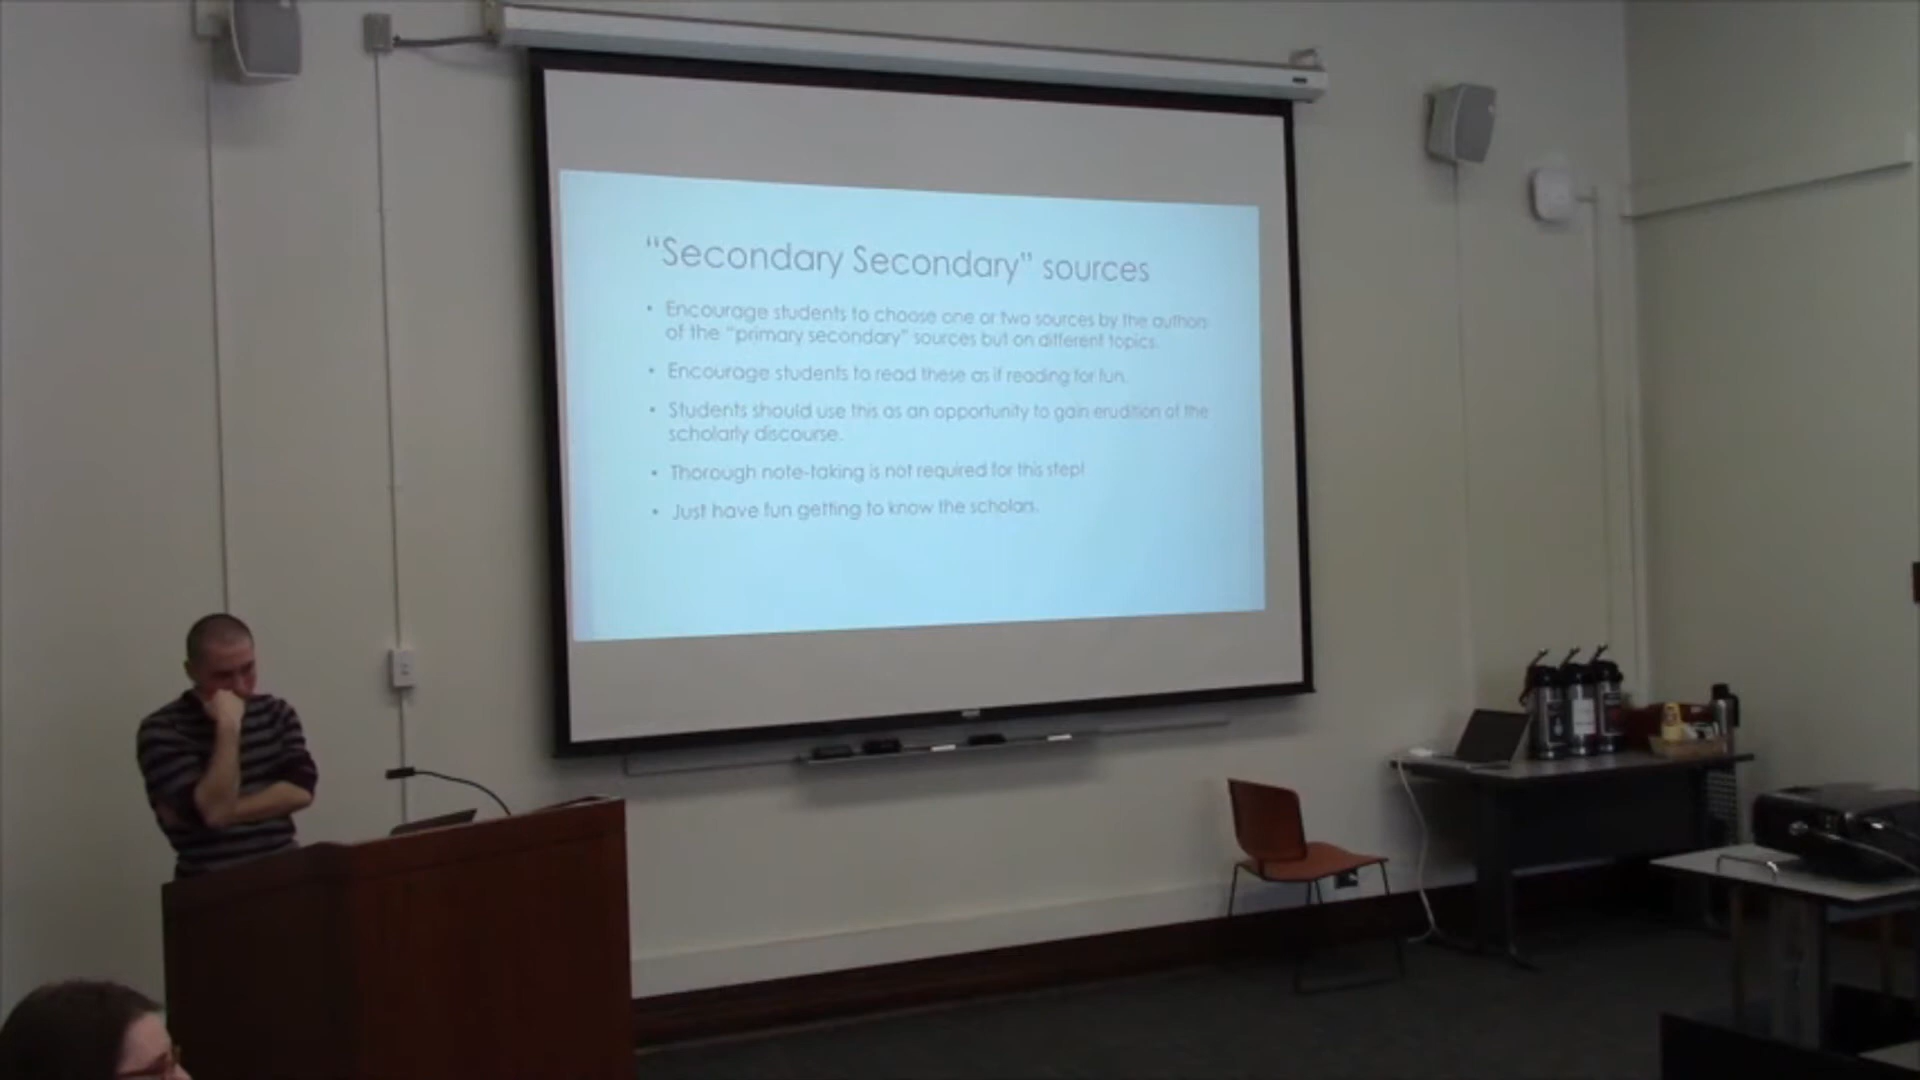 “Secondary Secondary” sources
• Encourage students to choose one or two sources by the authors
of the “primary secondary” sources but on different topics.
• Encourage students to read these as if reading for fun.
• Students should use this as an opportunity to gain erudition of the
scholarly discourse.
• Thorough note-taking is not required for this step!
• Just have fun getting to know the scholars.